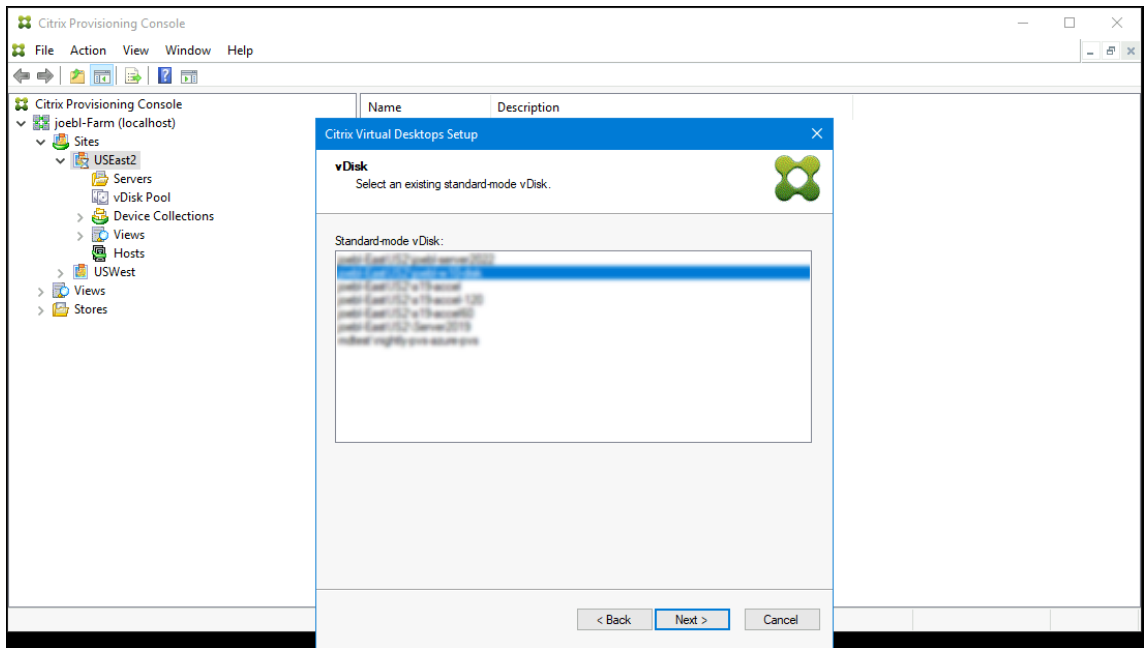 Citrix Provisioning Console
File Action View Window Help
Citrix Provisioning Console
joebl-Farm (localhost)
Sites
USEast2
Servers
vDisk Pool
Device Collections
Views
Hosts
USWest
Views
Stores
Name Description
Citrix Virtual Desktops Setup
vDisk
Select an existing standard-mode vDisk.
Standard-mode vDisk:
< Back Next > Cancel